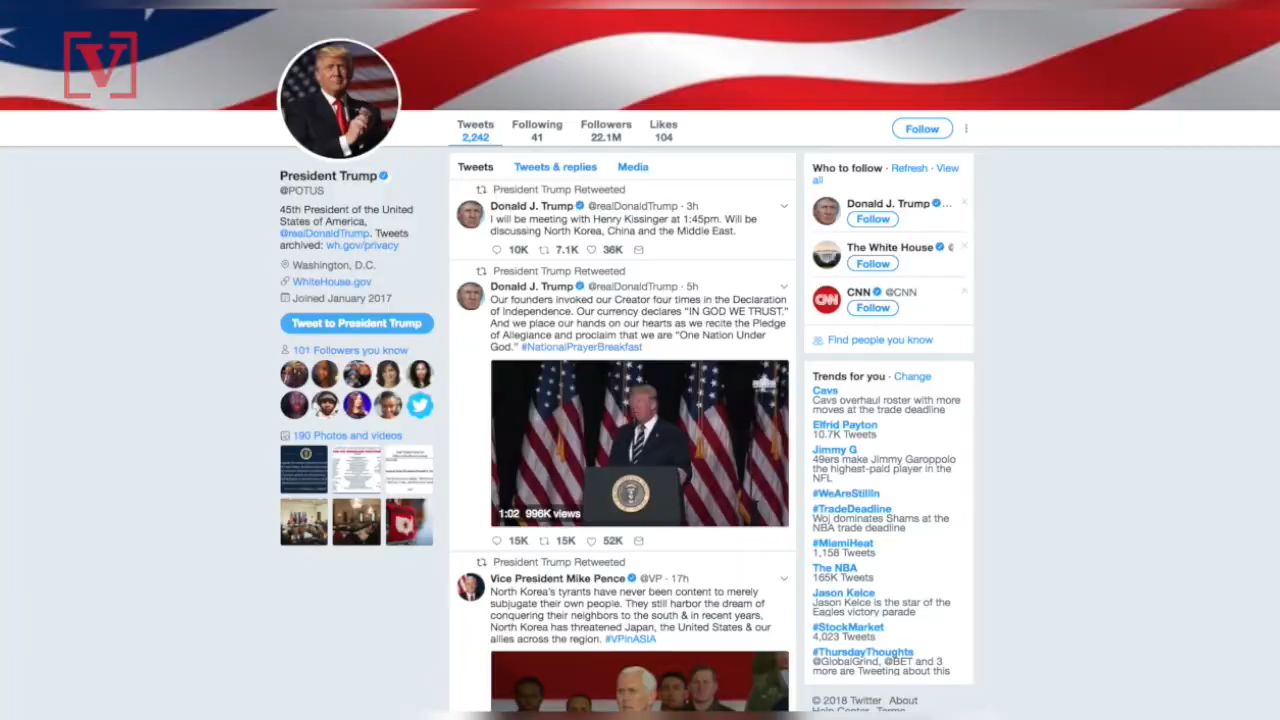 V
Tweets
2,242
Following
41
Followers
22.1M
Likes
104
Follow
President Trump
@POTUS
45th President of the United
States of America,
@realDonaldTrump. Tweets
archived: wh.gov/privacy
Washington, D.C.
WhiteHouse.gov
Joined January 2017
Tweet to President Trump
101 Followers you know
190 Photos and videos
Tweets Tweets & replies Media
President Trump Retweeted
Donald J. Trump @realDonaldTrump · 3h
I will be meeting with Henry Kissinger at 1:45pm. Will be
discussing North Korea, China and the Middle East.
10K 7.1K 36K
President Trump Retweeted
Donald J. Trump @realDonaldTrump · 5h
Our founders invoked our Creator four times in the Declaration
of Independence. Our currency declares "IN GOD WE TRUST."
And we place our hands on our hearts as we recite the Pledge
of Allegiance and proclaim that we are "One Nation Under
God." #NationalPrayerBreakfast
1:02 996K views
15K 15K 52K
President Trump Retweeted
Vice President Mike Pence @VP · 17h
North Korea's tyrants have never been content to merely
subjugate their own people. They still harbor the dream of
conquering their neighbors to the south & in recent years,
North Korea has threatened Japan, the United States & our
allies across the region. #VPinASIA
Who to follow · Refresh · View
all
Donald J. Trump ...
Follow
The White House
Follow
CNN
CNN @CNN
Follow
Find people you know
Trends for you · Change
Cavs
Cavs overhaul roster with more
moves at the trade deadline
Elfrid Payton
10.7K Tweets
Jimmy G
49ers make Jimmy Garoppolo
the highest-paid player in the
NFL
#WeAreStillIn
#TradeDeadline
Woj dominates Shams at the
NBA trade deadline
#MiamiHeat
1,158 Tweets
The NBA
165K Tweets
Jason Kelce
Jason Kelce is the star of the
Eagles victory parade
#StockMarket
4,023 Tweets
#ThursdayThoughts
@GlobalGrind, @BET and 3
more are Tweeting about this
© 2018 Twitter About
Help Center Terms